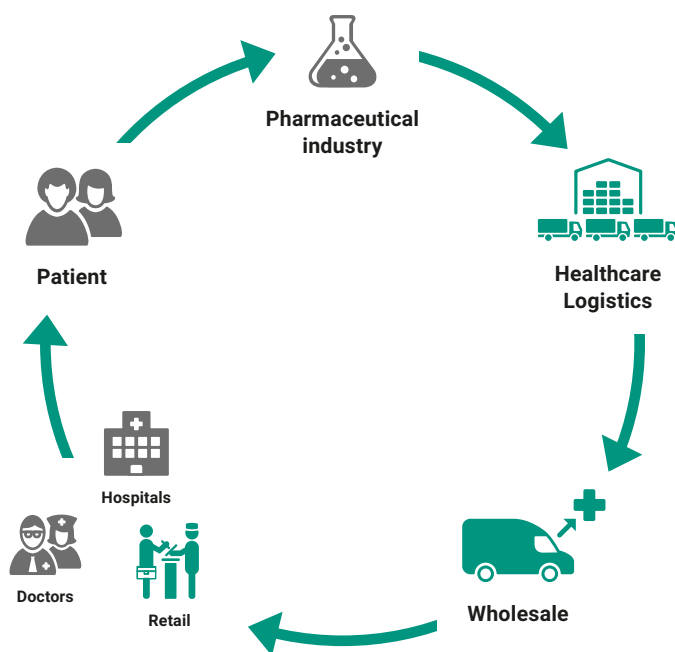 Pharmaceutical
industry
Patient
Healthcare
Logistics
Hospitals
Doctors
Retail
Wholesale